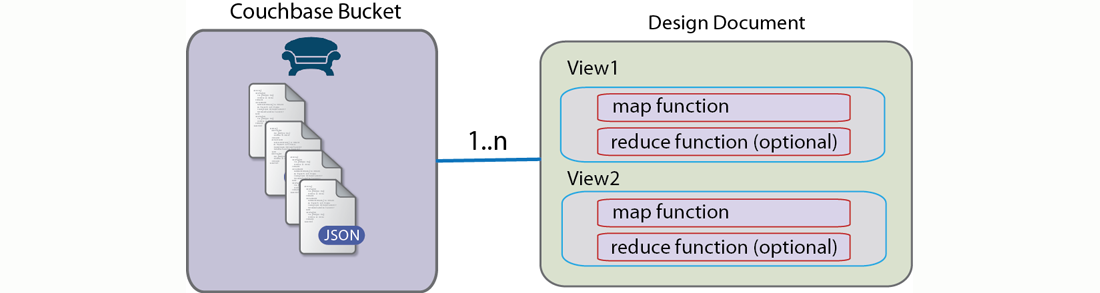 Couchbase Bucket
JSON
1..n
Design Document
View1
map function
reduce function (optional)
View2
map function
reduce function (optional)